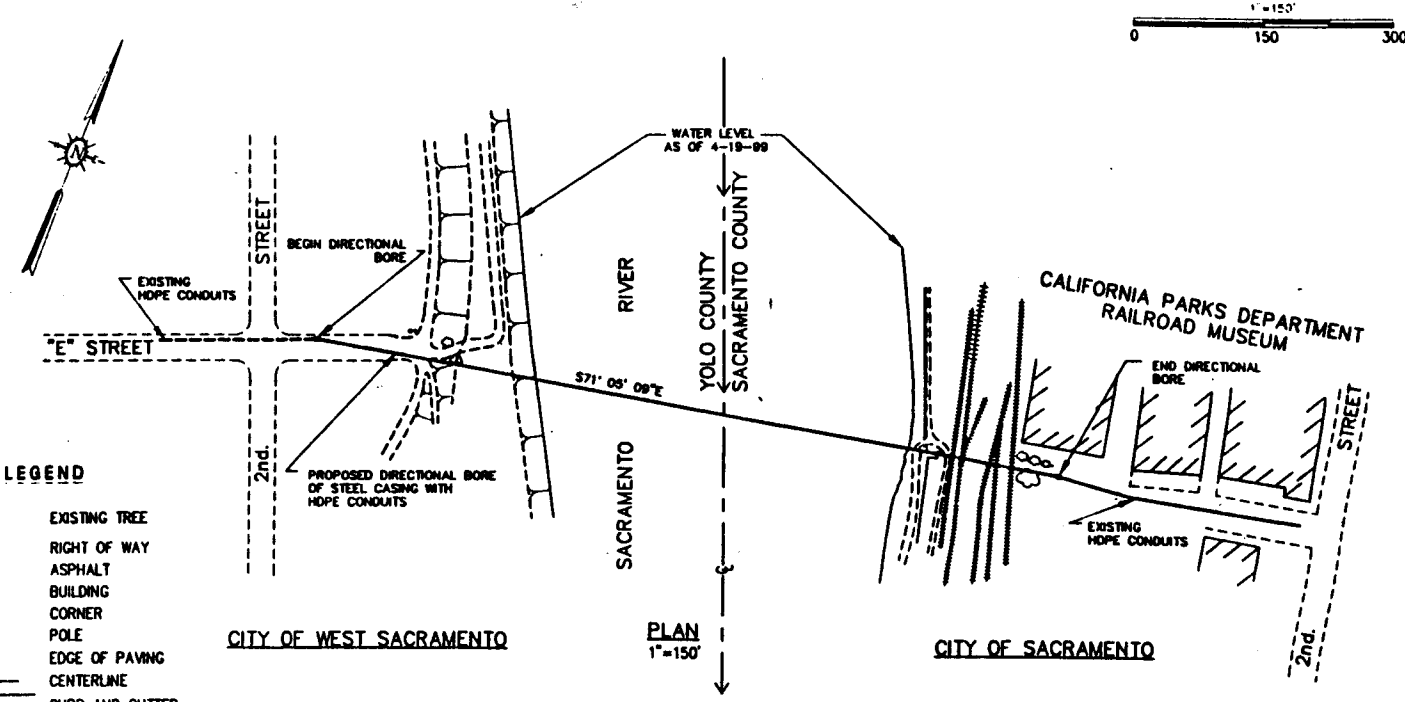 1"=150'
0 150 300
N
WATER LEVEL
AS OF 4-19-99
STREET
BEGIN DIRECTIONAL
BORE
EXISTING
HDPE CONDUITS
"E" STREET
RIVER
YOLO COUNTY
SACRAMENTO COUNTY
CALIFORNIA PARKS DEPARTMENT
RAILROAD MUSEUM
END DIRECTIONAL
BORE
S71° 05' 09"E
STREET
2nd.
PROPOSED DIRECTIONAL BORE
OF STEEL CASING WITH
HDPE CONDUITS
SACRAMENTO
EXISTING
HDPE CONDUITS
2nd.
LEGEND
EXISTING TREE
RIGHT OF WAY
ASPHALT
BUILDING
CORNER
POLE
EDGE OF PAVING
CENTERLINE
CITY OF WEST SACRAMENTO
PLAN
1"=150'
CITY OF SACRAMENTO